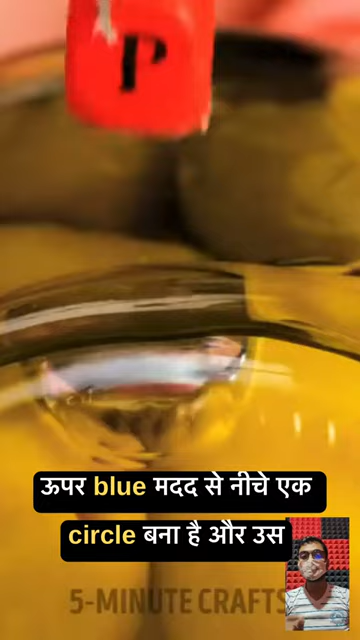 P
ऊपर blue मदद से नीचे एक
circle बना है और उस
5-MINUTE CRAFTS